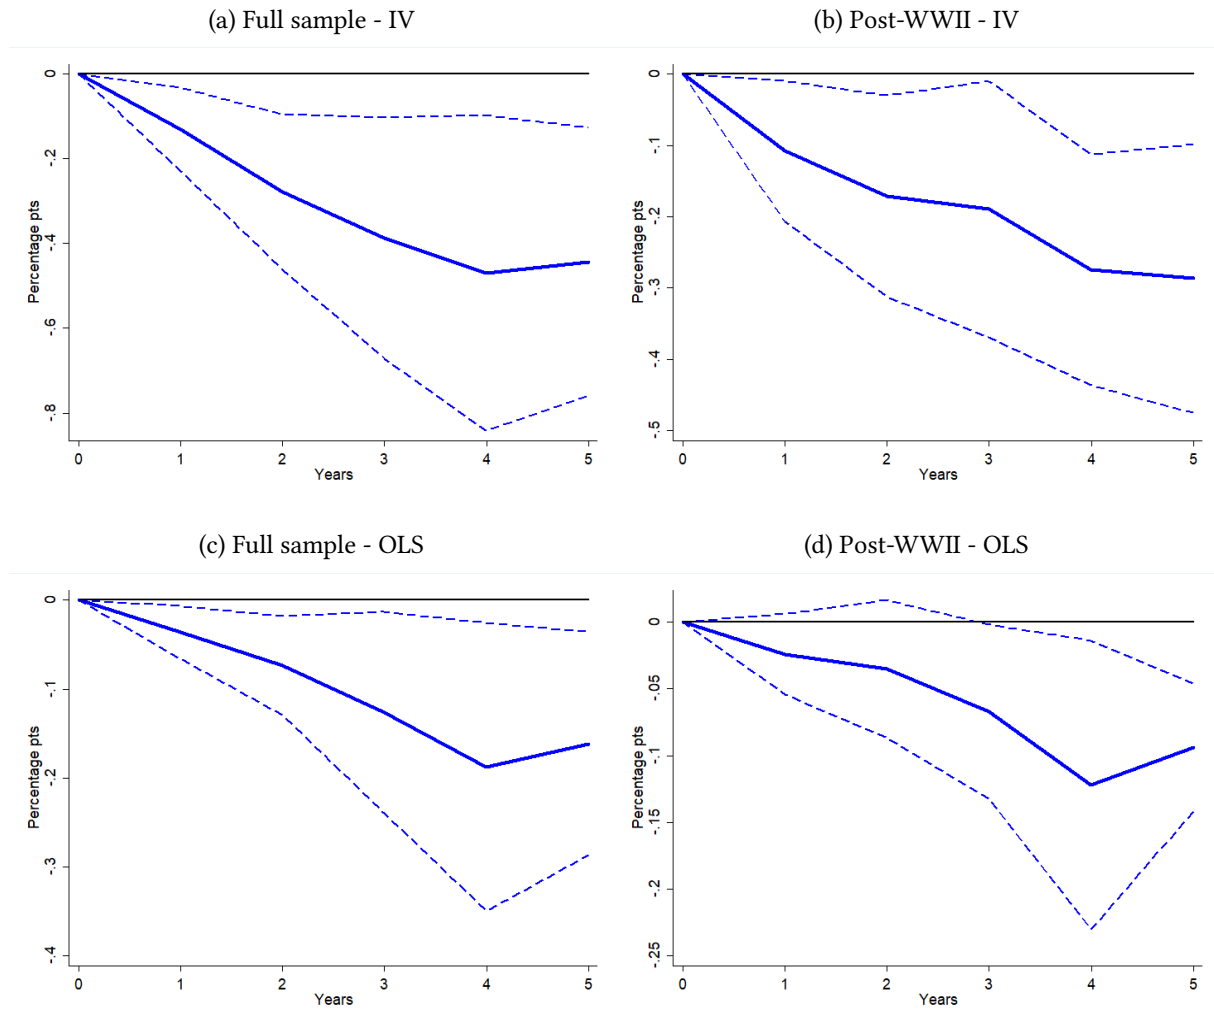 (a) Full sample - IV
Percentage pts
0
-.2
-.4
-.6
-.8
0 1 2 3 4 5
Years
(b) Post-WWII - IV
Percentage pts
0
-.1
-.2
-.3
-.4
-.5
0 1 2 3 4 5
Years
(c) Full sample - OLS
Percentage pts
0
-.1
-.2
-.3
-.4
0 1 2 3 4 5
Years
(d) Post-WWII - OLS
Percentage pts
0
-.05
-.1
-.15
-.2
-.25
0 1 2 3 4 5
Years